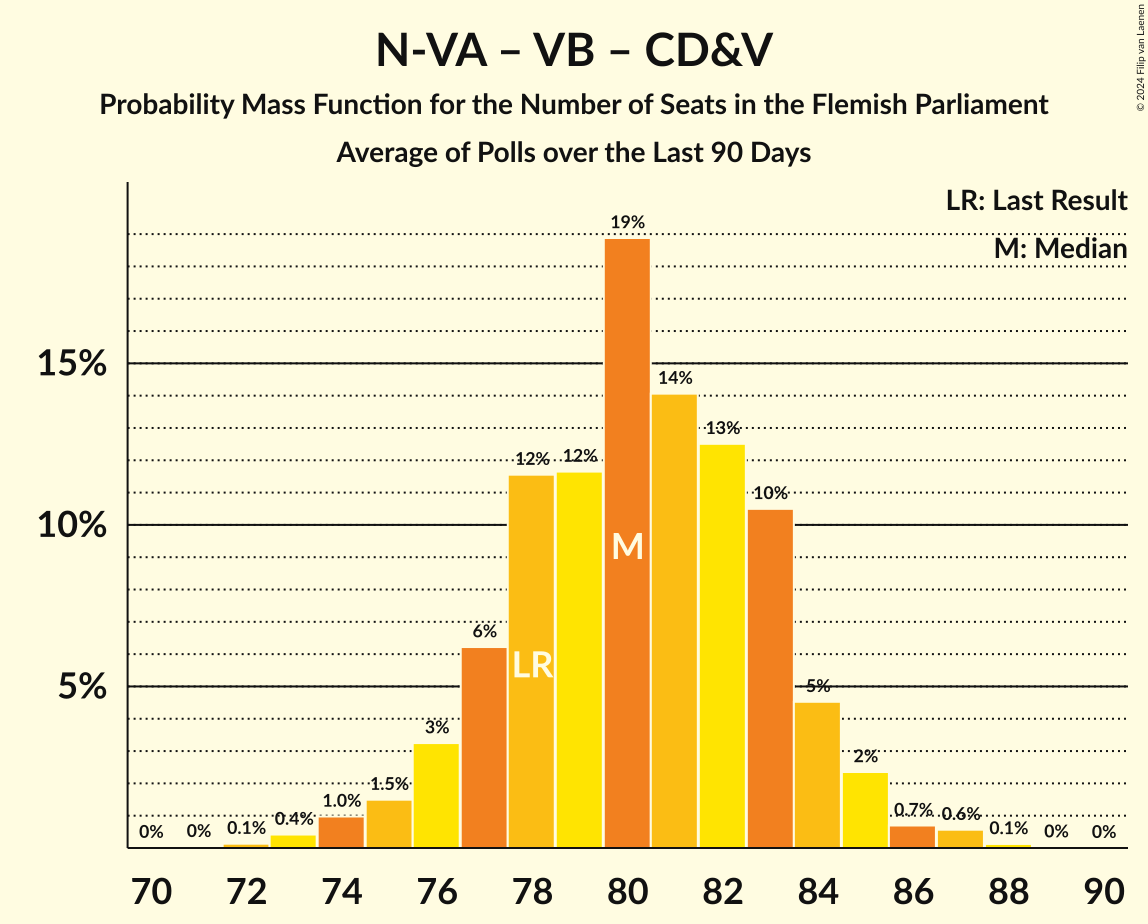 N-VA – VB – CD&V
Probability Mass Function for the Number of Seats in the Flemish Parliament
Average of Polls over the Last 90 Days
© 2024 Filip van Laenen
LR: Last Result
M: Median
19%
15%
14%
13%
12% 12%
10%
10%
M
6%
LR
5%
5%
3%
2%
1.5%
1.0%
0.7% 0.6%
0% 0% 0.1% 0.4% 0.1% 0% 0%
70 72 74 76 78 80 82 84 86 88 90